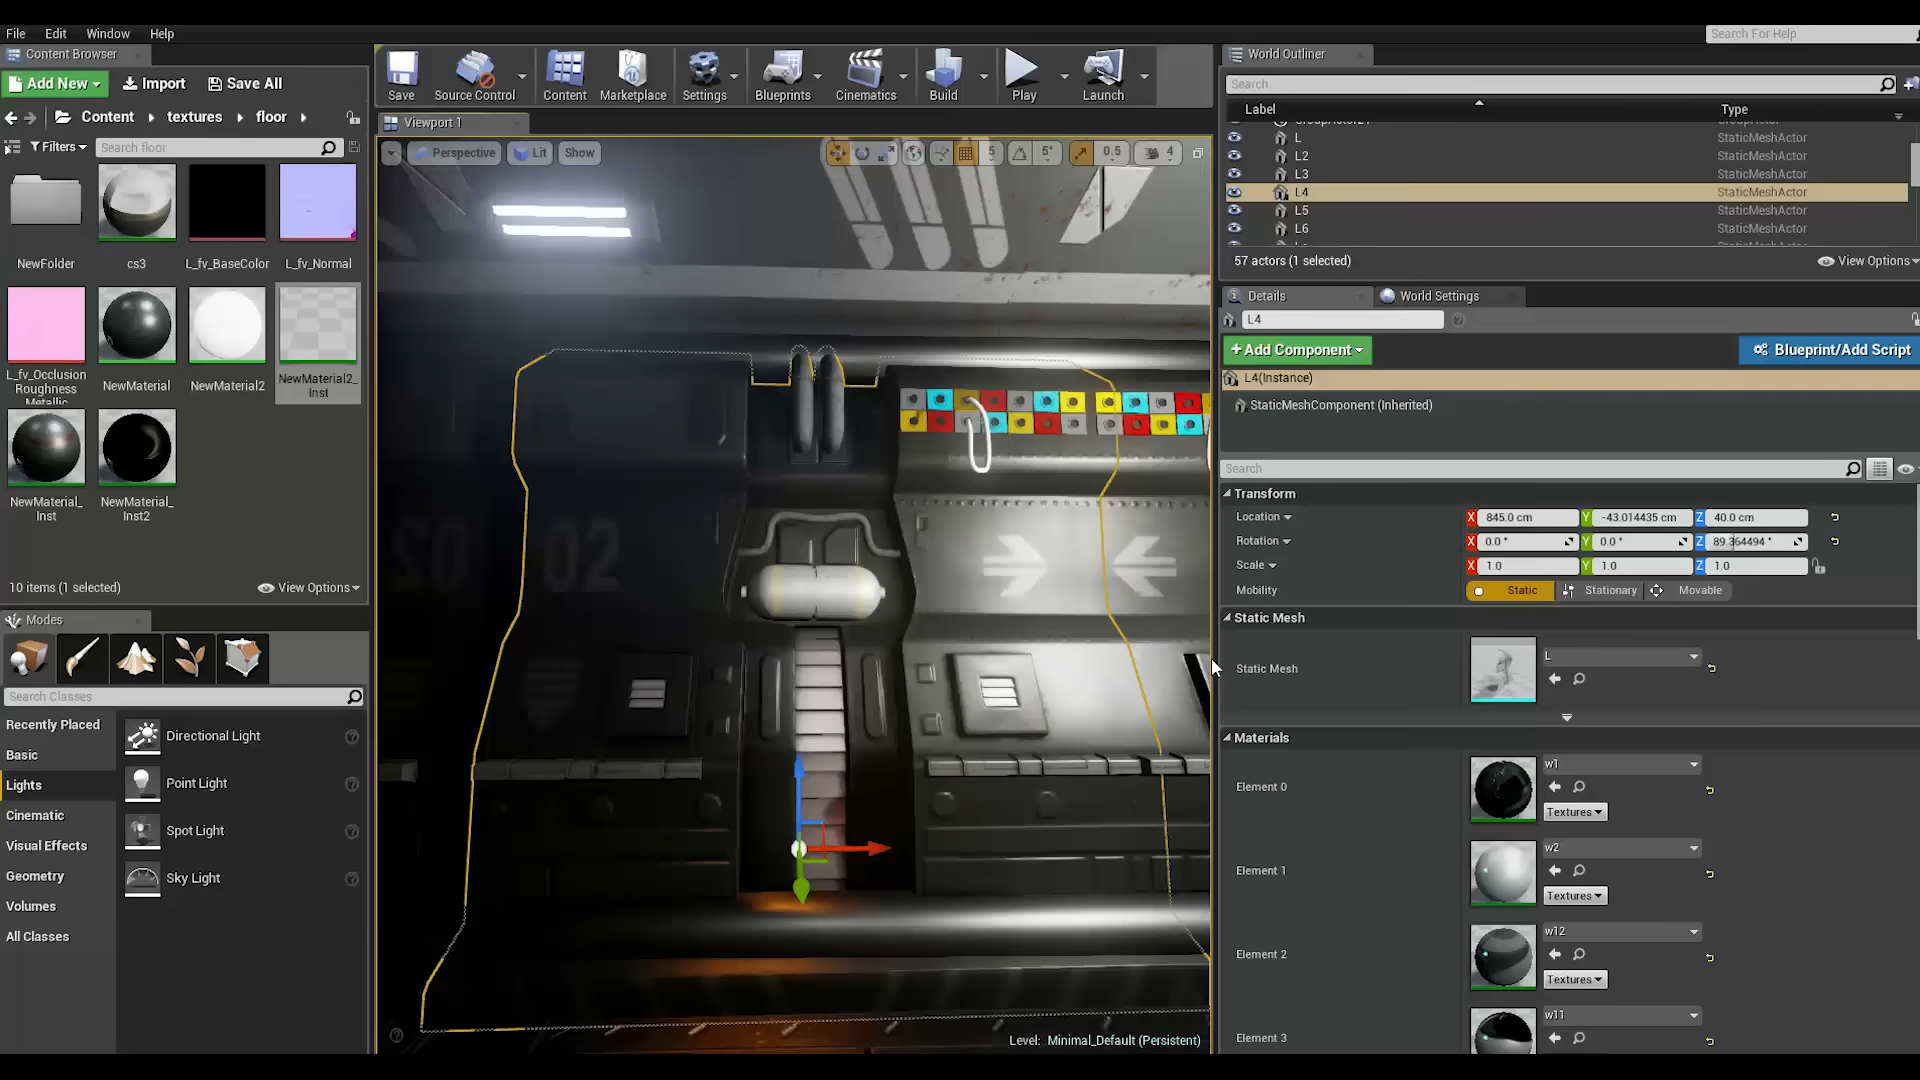 File Edit Window Help
Search For Help
Content Browser
Add New Import Save All
Content textures floor
Filters Search floor
NewFolder cs3 L_fv_BaseColor L_fv_Normal
L_fv_Occlusion
Roughness
Metallic
NewMaterial NewMaterial2 NewMaterial2_
Inst
NewMaterial_
Inst
NewMaterial_
Inst2
10 items (1 selected) View Options
Modes
Search Classes
Recently Placed
Basic
Lights
Cinematic
Visual Effects
Geometry
Volumes
All Classes
Directional Light
Point Light
Spot Light
Sky Light
Save Source Control Content Marketplace Settings Blueprints Cinematics Build Play Launch
Viewport 1
Perspective Lit Show 5 5° 0.5 4
02
Level: Minimal_Default (Persistent)
World Outliner
Search
Label Type
L StaticMeshActor
L2 StaticMeshActor
L3 StaticMeshActor
L4 StaticMeshActor
L5 StaticMeshActor
L6 StaticMeshActor
57 actors (1 selected) View Options
Details World Settings
L4
+Add Component Blueprint/Add Script
L4(Instance)
StaticMeshComponent (Inherited)
Search
Transform
Location X 845.0 cm Y -43.014435 cm Z 40.0 cm
Rotation X 0.0 ° Y 0.0 ° Z 89.364494 °
Scale X 1.0 Y 1.0 Z 1.0
Mobility Static Stationary Movable
Static Mesh
Static Mesh L
Materials
Element 0 w1
Textures
Element 1 w2
Textures
Element 2 w12
Textures
Element 3 w11